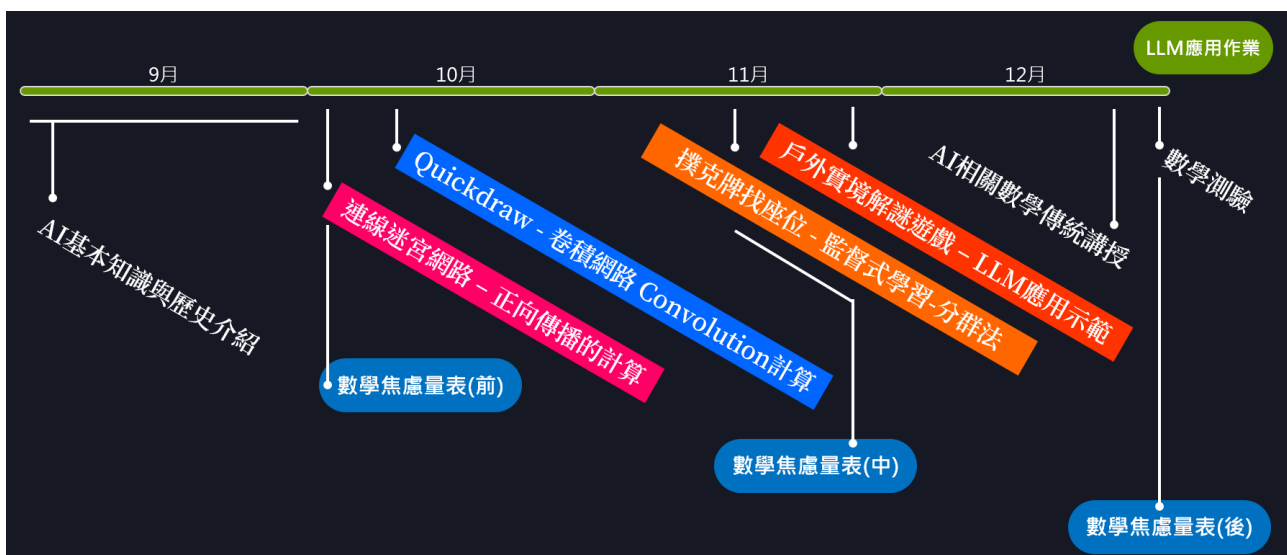 LLM應用作業
9月
10月
11月
12月
AI基本知識與歷史介紹
連線迷宮網路 – 正向傳播的計算
Quickdraw - 卷積網路 Convolution計算
撲克牌找座位 - 監督式學習-分群法
戶外實境解謎遊戲 – LLM應用示範
AI相關數學傳統講授
數學測驗
數學焦慮量表(前)
數學焦慮量表(中)
數學焦慮量表(後)